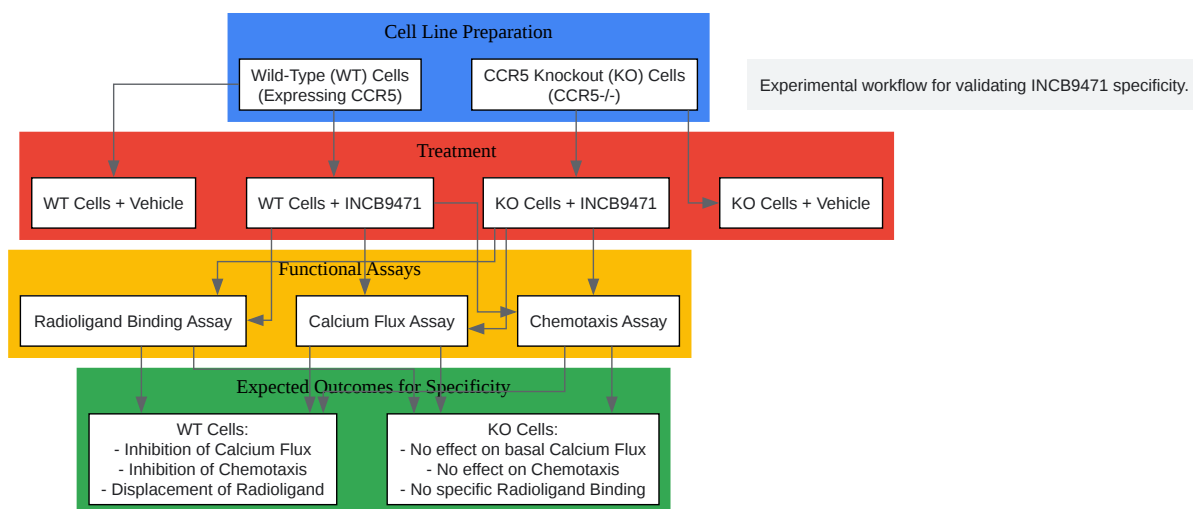 Cell Line Preparation
Wild-Type (WT) Cells
(Expressing CCR5)
CCR5 Knockout (KO) Cells
(CCR5-/-)
Experimental workflow for validating INCB9471 specificity.
Treatment
WT Cells + Vehicle
WT Cells + INCB9471
KO Cells + INCB9471
KO Cells + Vehicle
Functional Assays
Radioligand Binding Assay
Calcium Flux Assay
Chemotaxis Assay
Expected Outcomes for Specificity
WT Cells:
- Inhibition of Calcium Flux
- Inhibition of Chemotaxis
- Displacement of Radioligand
KO Cells:
- No effect on basal Calcium Flux
- No effect on Chemotaxis
- No specific Radioligand Binding